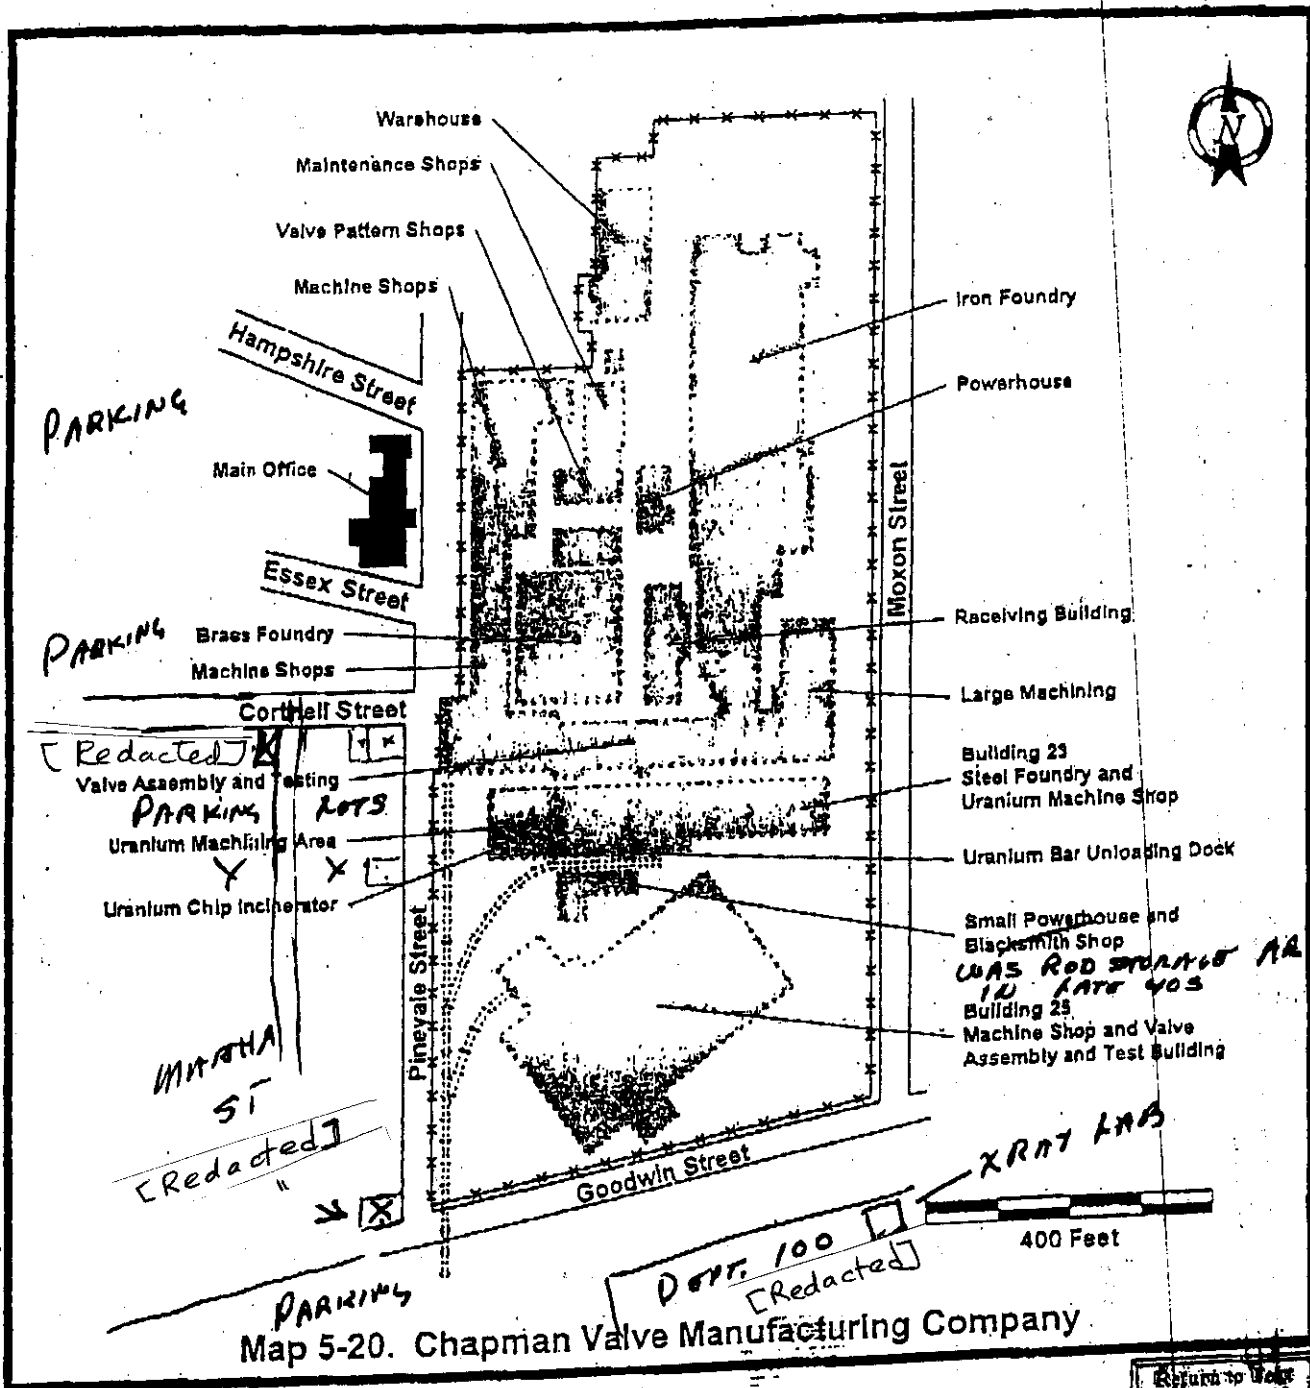 N
Warehouse
Maintenance Shops
Valve Pattern Shops
Machine Shops
Iron Foundry
Hampshire Street
Powerhouse
PARKING
Main Office
Moxon Street
Essex Street
PARKING
Brass Foundry
Receiving Building
Machine Shops
Large Machining
Corthell Street
[Redacted]
Valve Assembly and Testing
Building 23
Steel Foundry and
Uranium Machine Shop
PARKING LOTS
Uranium Machining Area
Uranium Bar Unloading Dock
Y X
Uranium Chip Incinerator
Pinevale Street
Small Powerhouse and
Blacksmith Shop
WAS ROD STORAGE AR
IN LATE 40S
Building 25
Machine Shop and Valve
Assembly and Test Building
MARTHA
ST
[Redacted]
"
X
Goodwin Street
XRAY LAB
400 Feet
DEPT. 100
[Redacted]
PARKING
Map 5-20. Chapman Valve Manufacturing Company
Return to Text